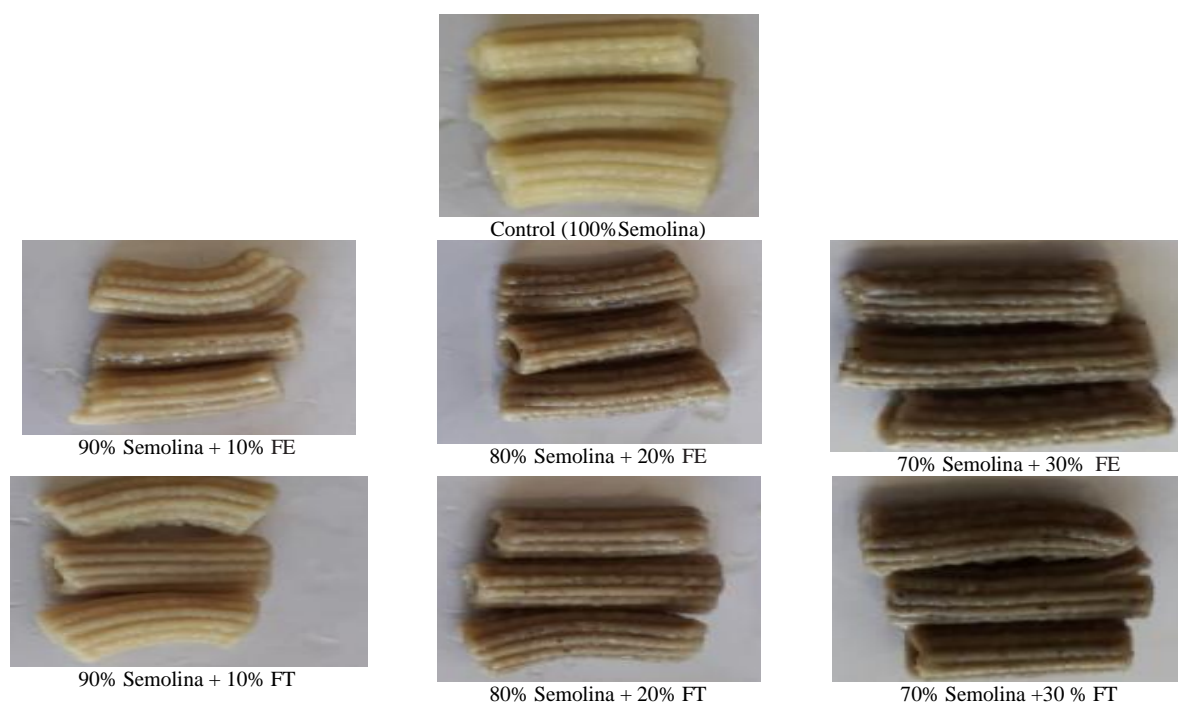 Control (100%Semolina)
90% Semolina + 10% FE
80% Semolina + 20% FE
70% Semolina + 30% FE
90% Semolina + 10% FT
80% Semolina + 20% FT
70% Semolina +30 % FT